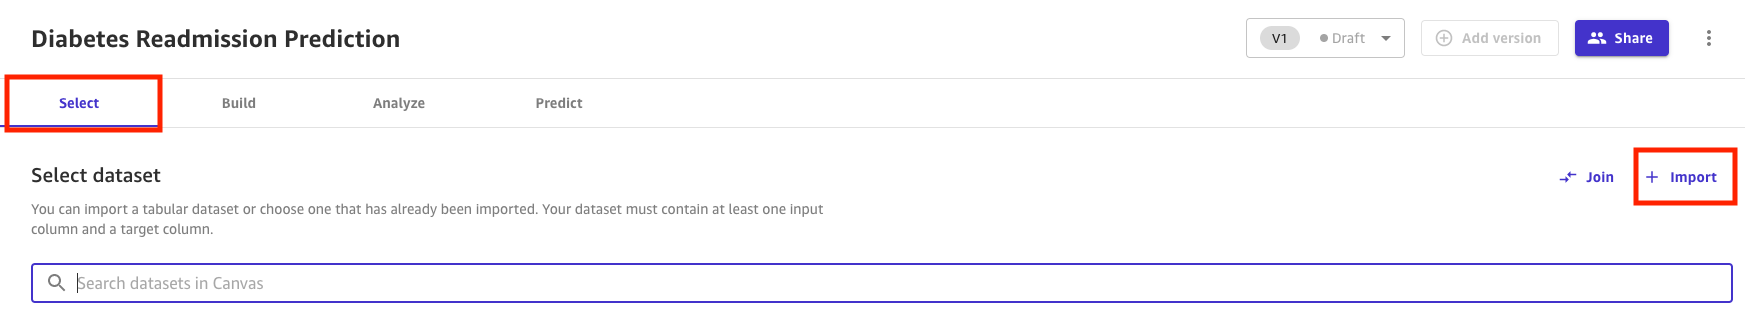 Diabetes Readmission Prediction
V1 Draft
Add version
Share
Select Build Analyze Predict
Select dataset
Join Import
You can import a tabular dataset or choose one that has already been imported. Your dataset must contain at least one input
column and a target column.
Search datasets in Canvas